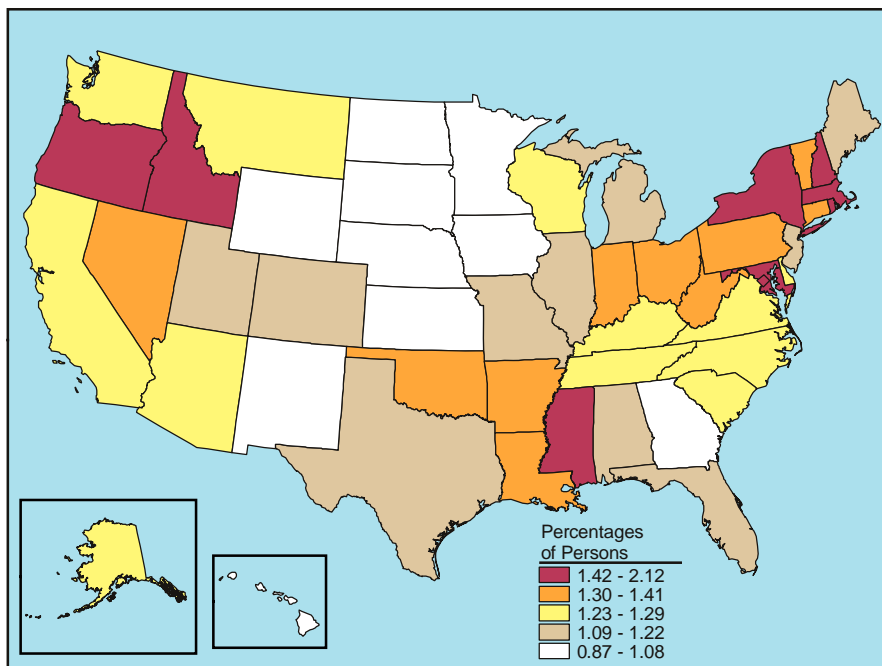 Percentages
of Persons
1.42 - 2.12
1.30 - 1.41
1.23 - 1.29
1.09 - 1.22
0.87 - 1.08